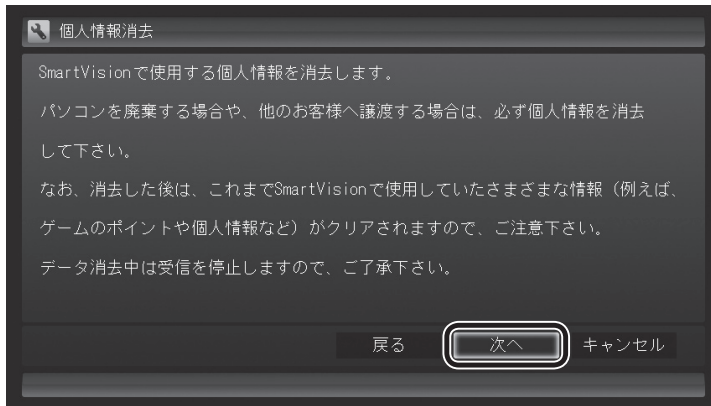 個人情報消去
SmartVisionで使用する個人情報を消去します。
パソコンを廃棄する場合や、他のお客様へ譲渡する場合は、必ず個人情報を消去
して下さい。
なお、消去した後は、これまでSmartVisionで使用していたさまざまな情報（例えば、
ゲームのポイントや個人情報など）がクリアされますので、ご注意下さい。
データ消去中は受信を停止しますので、ご了承下さい。
戻る 次へ キャンセル